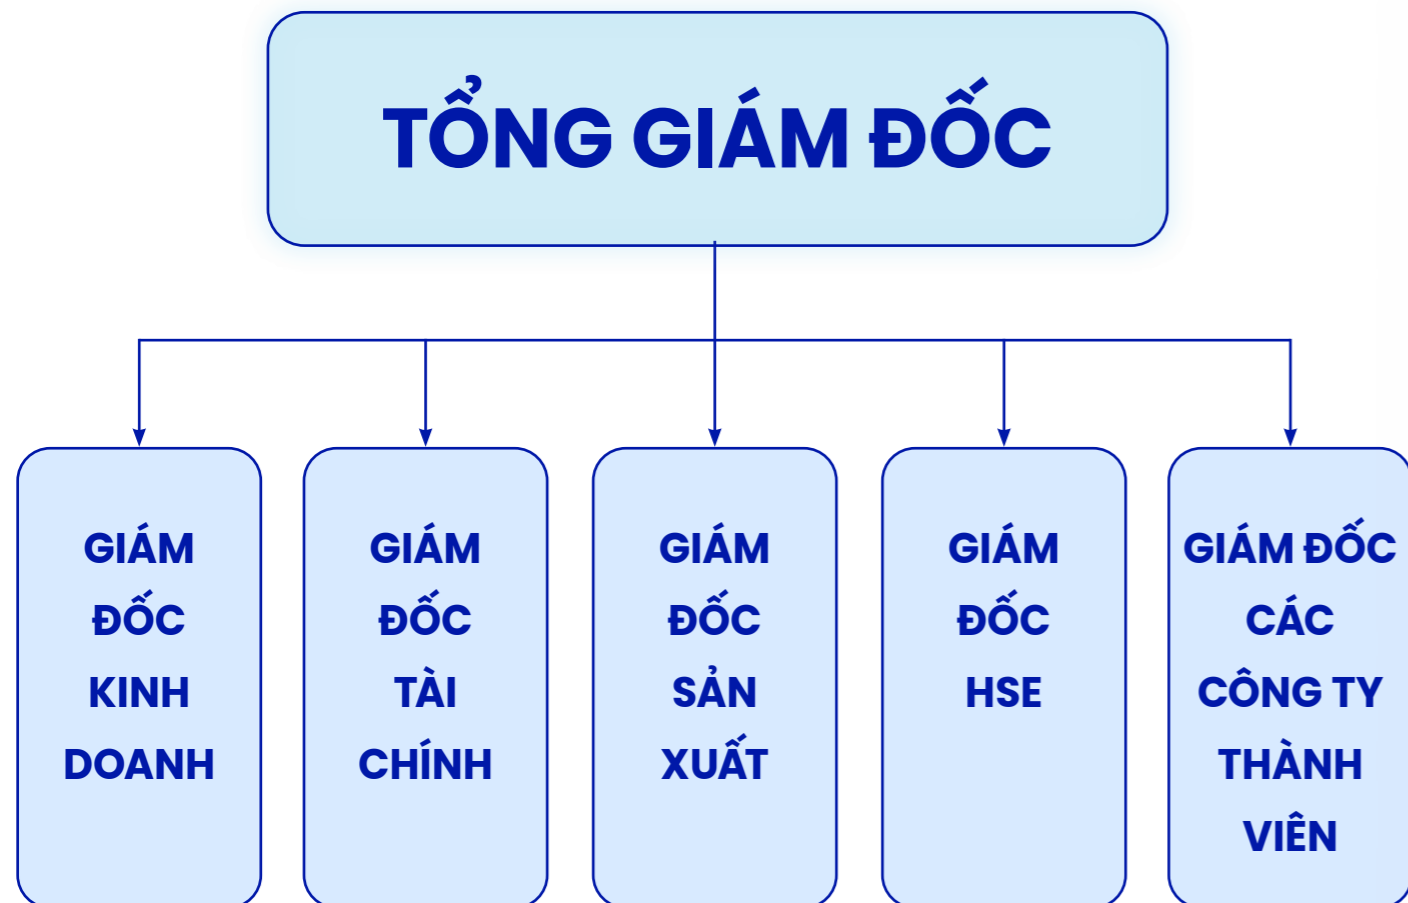 TỔNG GIÁM ĐỐC
GIÁM
ĐỐC
KINH
DOANH
GIÁM
ĐỐC
TÀI
CHÍNH
GIÁM
ĐỐC
SẢN
XUẤT
GIÁM
ĐỐC
HSE
GIÁM ĐỐC
CÁC
CÔNG TY
THÀNH
VIÊN